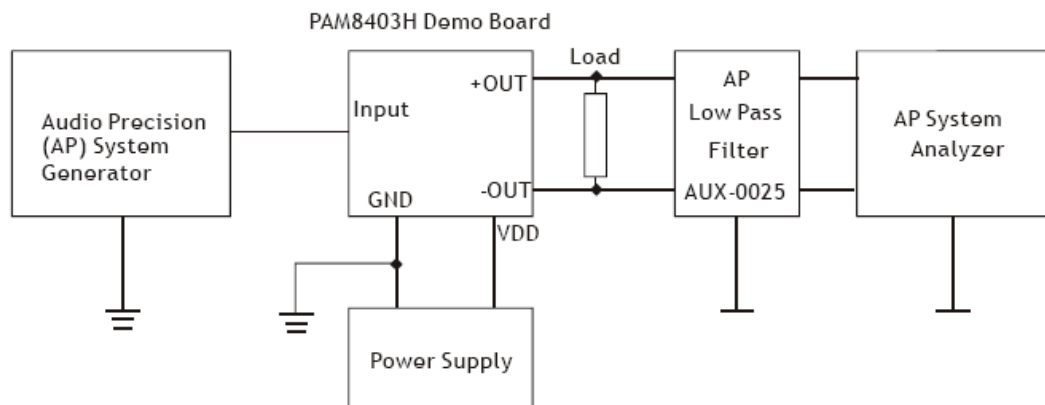 PAM8403H Demo Board
Audio Precision
(AP) System
Generator
Input
+OUT
-OUT
GND
VDD
Load
AP
Low Pass
Filter
AUX-0025
AP System
Analyzer
Power Supply